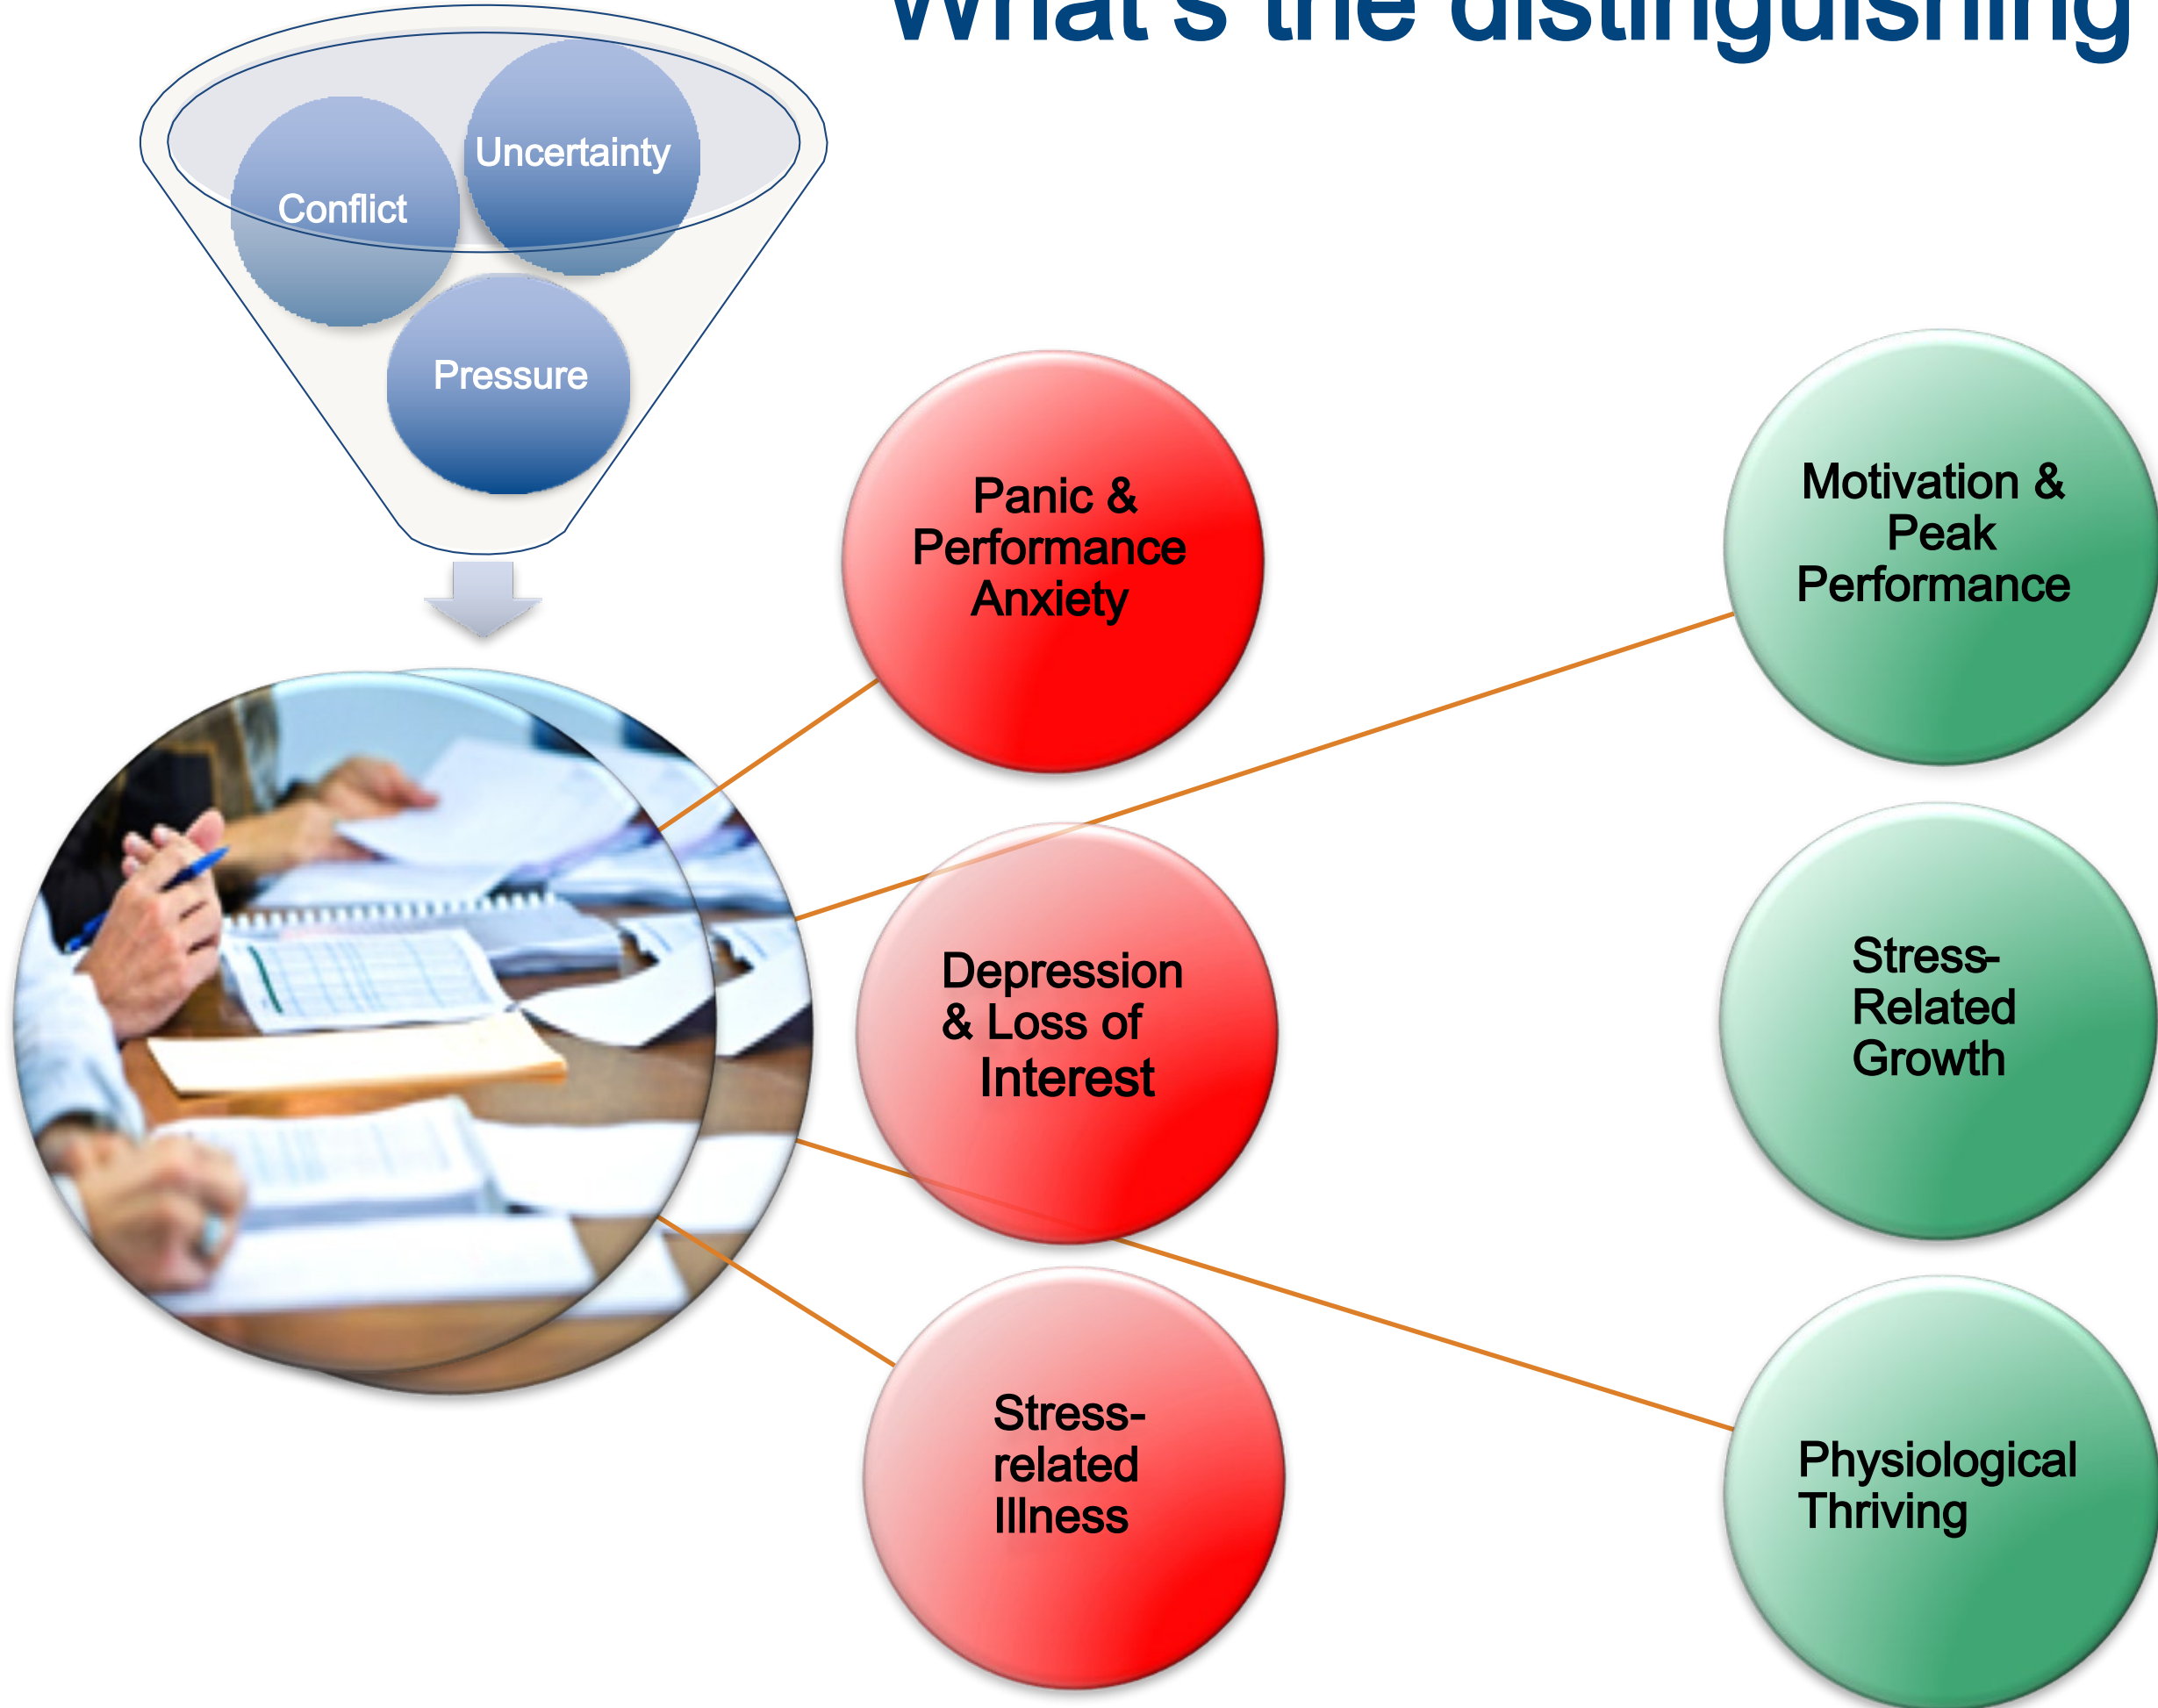 What's the distinguishing
Uncertainty
Conflict
Pressure
Panic &
Performance
Anxiety
Motivation &
Peak
Performance
Depression
& Loss of
Interest
Stress-
Related
Growth
Stress-
related
Illness
Physiological
Thriving